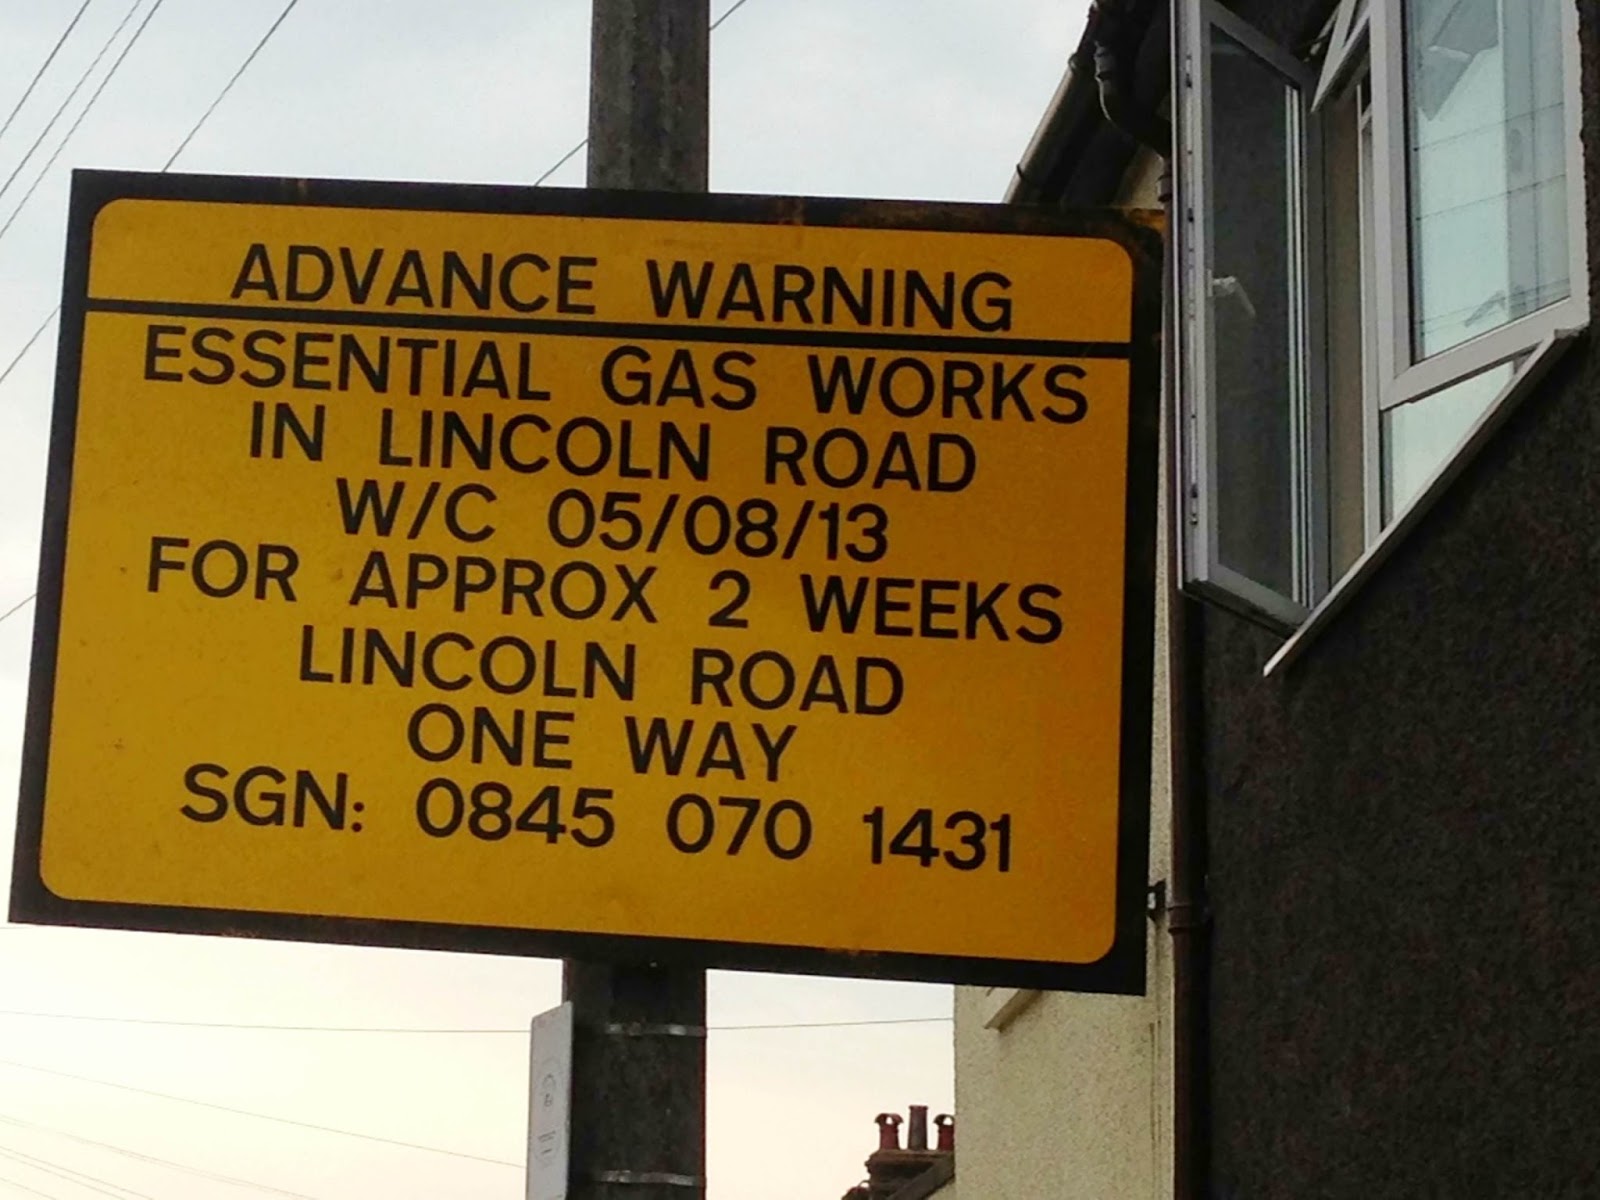 ADVANCE WARNING
ESSENTIAL GAS WORKS
IN LINCOLN ROAD
W/C 05/08/13
FOR APPROX 2 WEEKS
LINCOLN ROAD
ONE WAY
SGN: 0845 070 1431